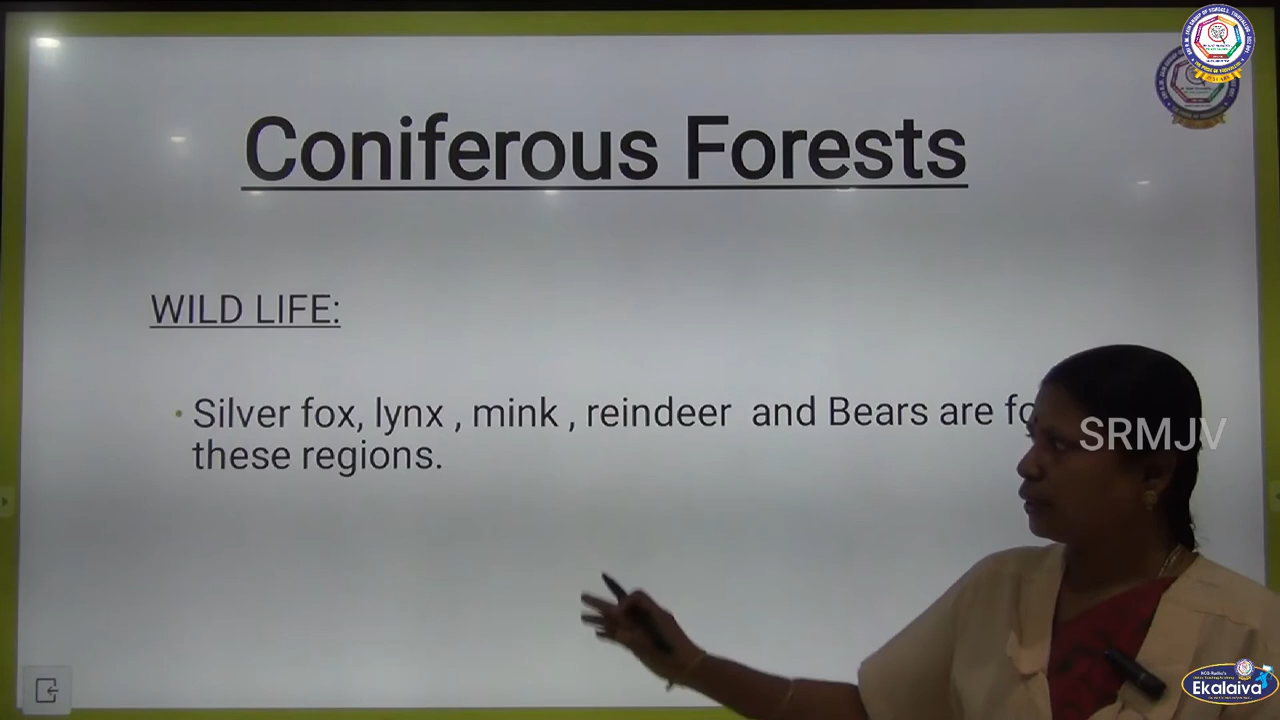 Coniferous Forests
WILD LIFE:
• Silver fox, lynx , mink , reindeer and Bears are fo
these regions.
SRMJV
Ekalaiva